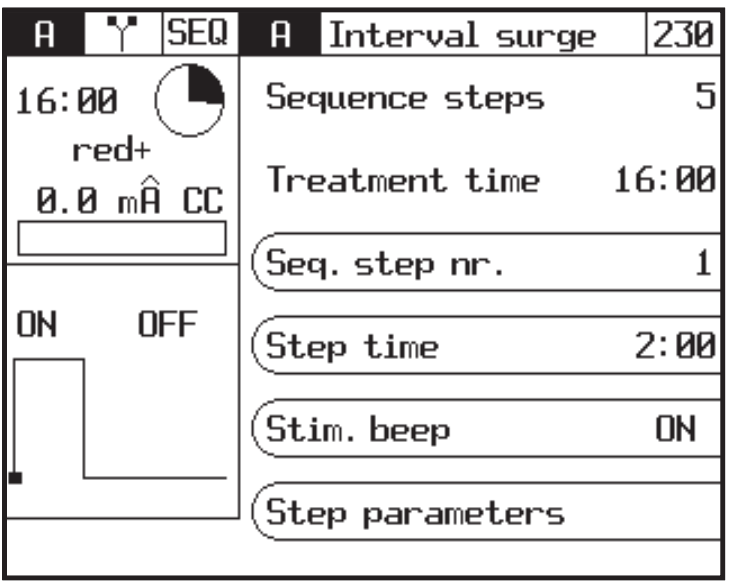 A SEQ A Interval surge 230
16:00
red+
0.0 mÂ CC
ON OFF
Sequence steps 5
Treatment time 16:00
Seq. step nr. 1
Step time 2:00
Stim. beep ON
Step parameters